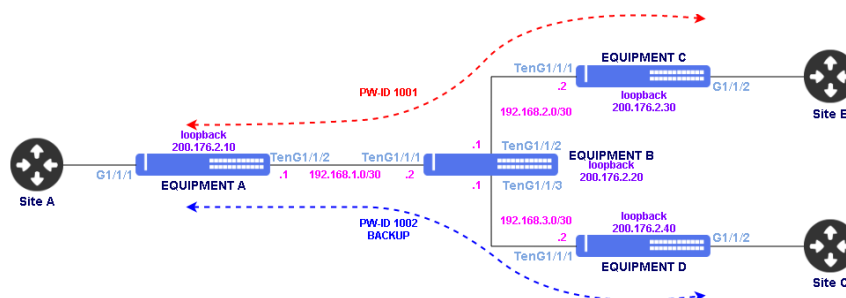 EQUIPMENT C
TenG1/1/1
.2
loopback
200.176.2.30
G1/1/2
PW-ID 1001
192.168.2.0/30
loopback
200.176.2.10
.1
TenG1/1/2
EQUIPMENT B
loopback
200.176.2.20
TenG1/1/2
TenG1/1/1
G1/1/1
EQUIPMENT A
.1
192.168.1.0/30
.2
.1
TenG1/1/3
Site A
PW-ID 1002
BACKUP
192.168.3.0/30
.2
TenG1/1/1
loopback
200.176.2.40
G1/1/2
EQUIPMENT D
Site
Site